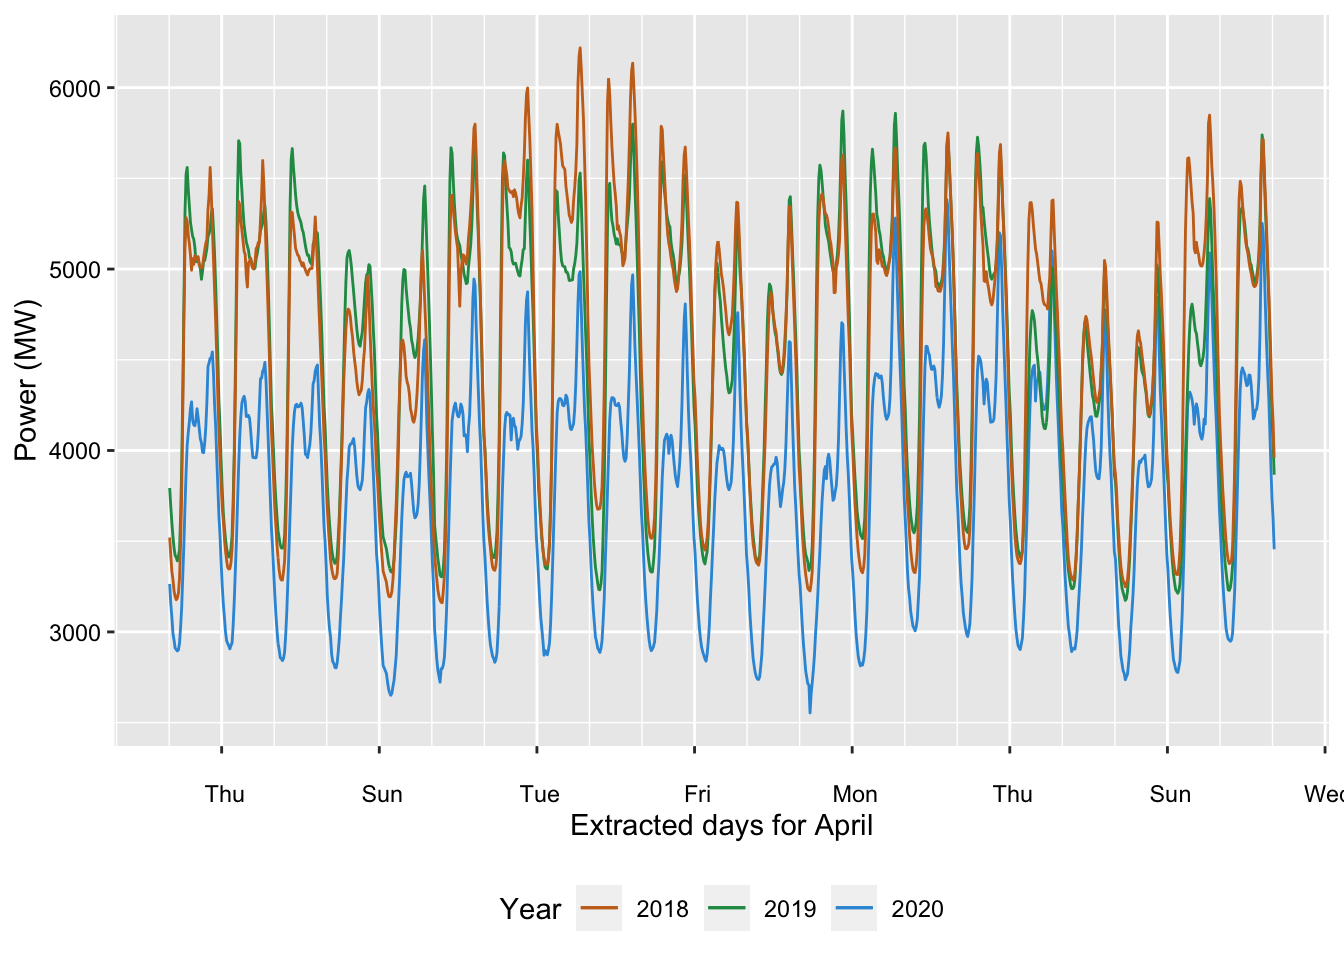 6000
5000
4000
3000
Power (MW)
Thu Sun Tue Fri Mon Thu Sun Wed
Extracted days for April
Year 2018 2019 2020